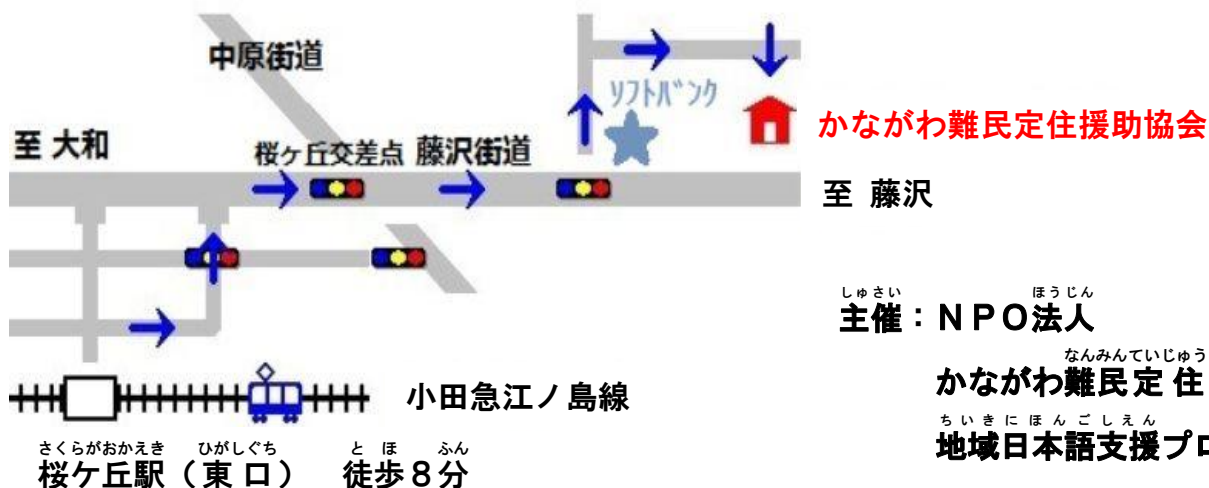 中原街道
ソフトバンク
かながわ難民定住援助協会
至 大和
桜ヶ丘交差点 藤沢街道
至 藤沢
しゅさい ほうじん
主催：ＮＰＯ法人
なんみんていじゅう
かながわ難民定住
ちいきにほんごしえん
地域日本語支援プロ
小田急江ノ島線
さくらがおかえき ひがしぐち とほ ふん
桜ケ丘駅（東口） 徒歩８分